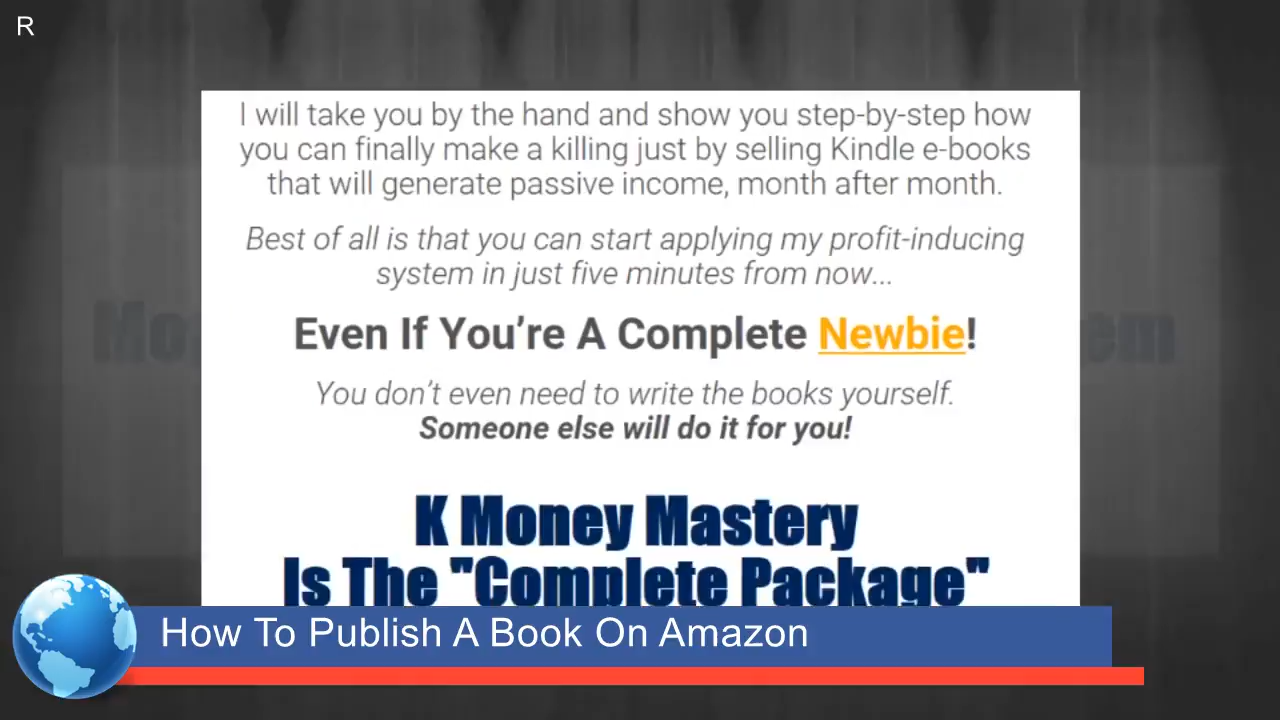 R
I will take you by the hand and show you step-by-step how
you can finally make a killing just by selling Kindle e-books
that will generate passive income, month after month.
Best of all is that you can start applying my profit-inducing
system in just five minutes from now...
Even If You're A Complete Newbie!
You don't even need to write the books yourself.
Someone else will do it for you!
K Money Mastery
Is The "Complete Package"
How To Publish A Book On Amazon